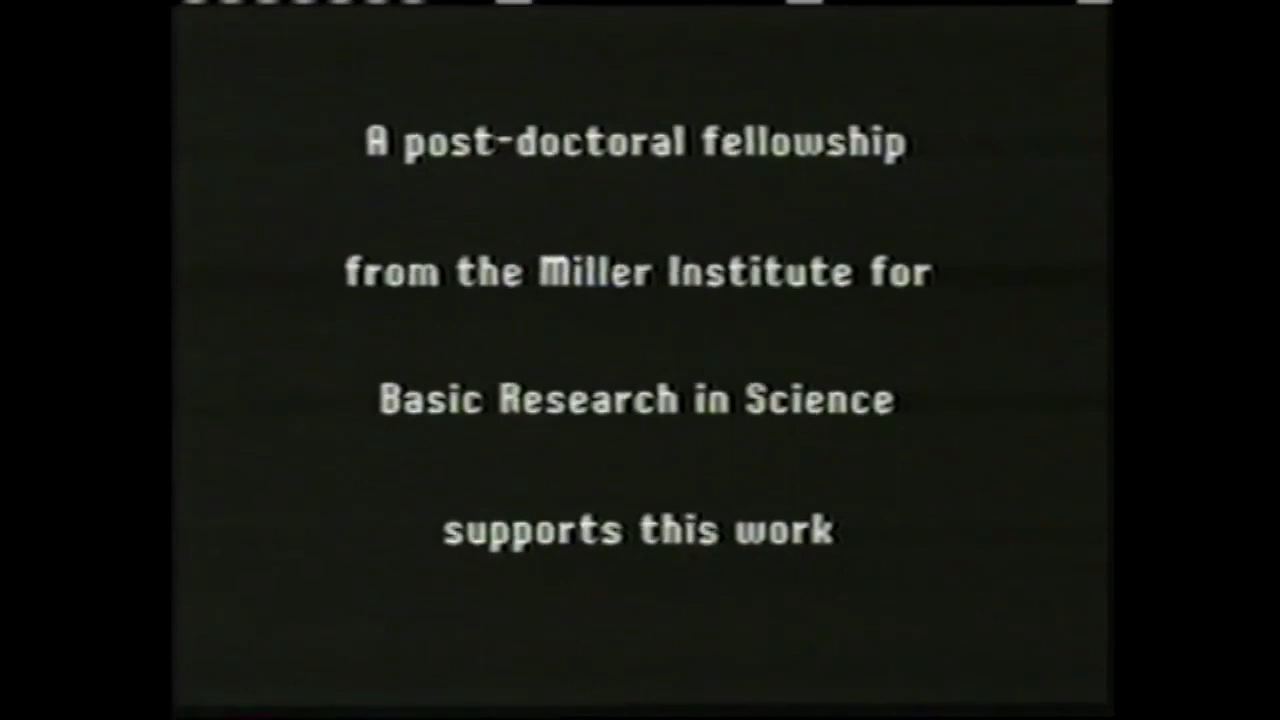 A post-doctoral fellowship
from the Miller Institute for
Basic Research in Science
supports this work